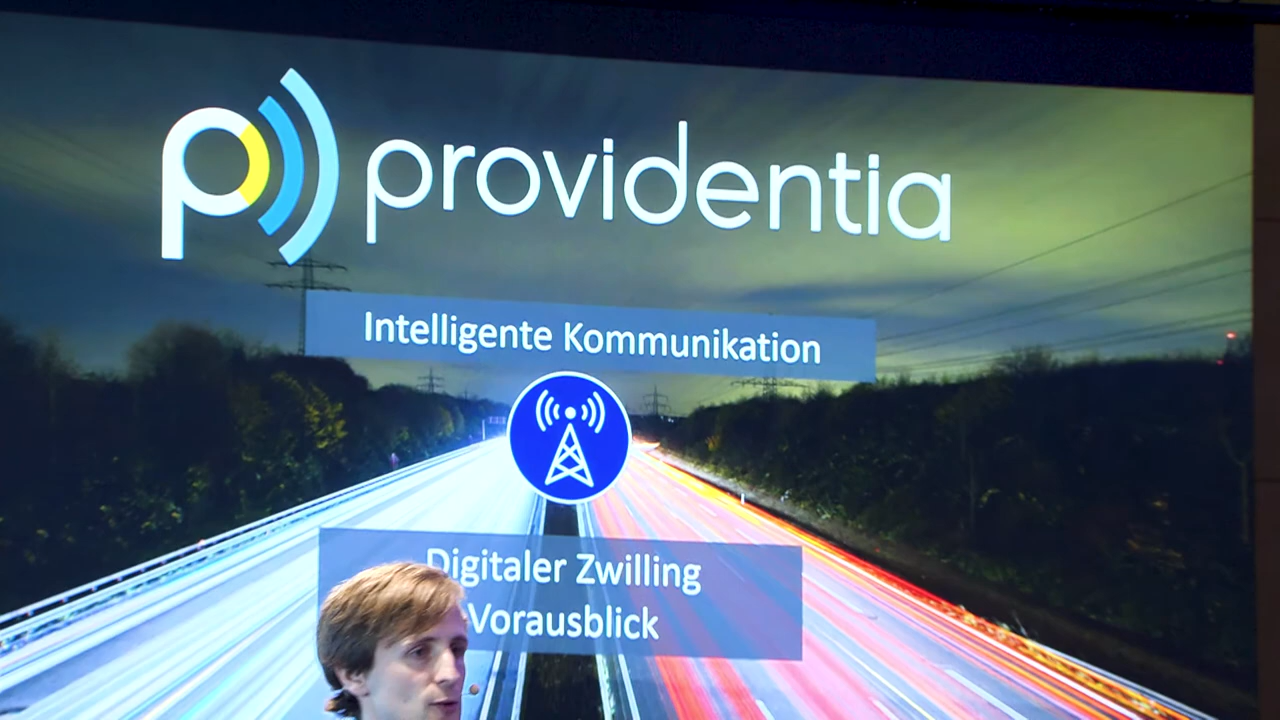 providentia
Intelligente Kommunikation
Digitaler Zwilling
Vorausblick